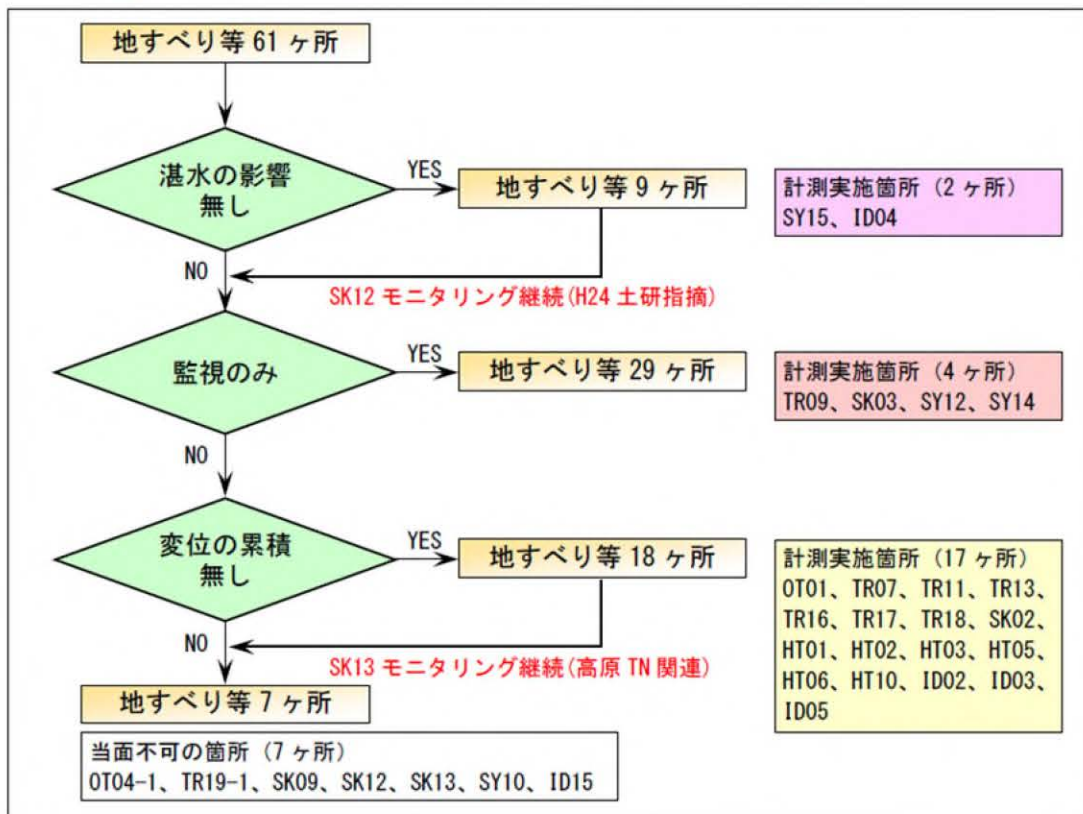 地すべり等 61 ヶ所
湛水の影響
無し
YES
地すべり等 9 ヶ所
計測実施箇所（2 ヶ所）
SY15、ID04
NO
SK12 モニタリング継続(H24 土研指摘)
監視のみ
YES
地すべり等 29 ヶ所
計測実施箇所（4 ヶ所）
TR09、SK03、SY12、SY14
NO
変位の累積
無し
YES
地すべり等 18 ヶ所
計測実施箇所（17 ヶ所）
OT01、TR07、TR11、TR13、
TR16、TR17、TR18、SK02、
HT01、HT02、HT03、HT05、
HT06、HT10、ID02、ID03、
ID05
NO
SK13 モニタリング継続(高原 TN 関連)
地すべり等 7 ヶ所
当面不可の箇所（7 ヶ所）
OT04-1、TR19-1、SK09、SK12、SK13、SY10、ID15